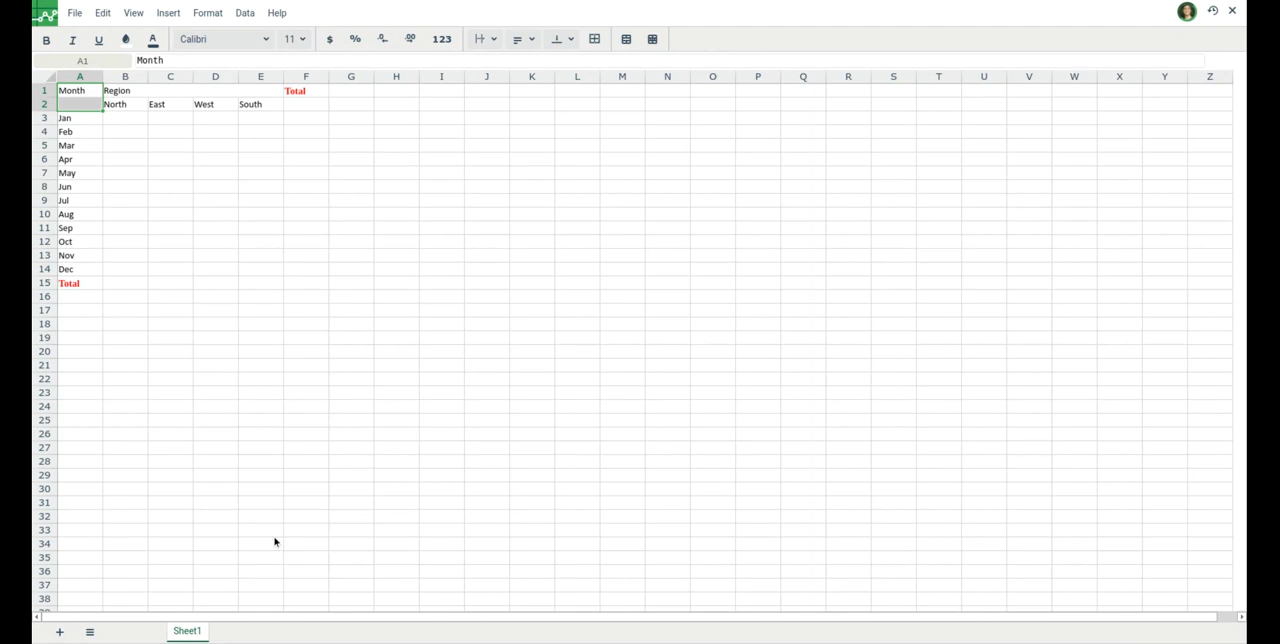 File Edit View Insert Format Data Help
B I U A Calibri 11 $ % .0 .00 123
A1 Month
A B C D E F G H I J K L M N O P Q R S T U V W X Y Z
1 Month Region Total
2 North East West South
3 Jan
4 Feb
5 Mar
6 Apr
7 May
8 Jun
9 Jul
10 Aug
11 Sep
12 Oct
13 Nov
14 Dec
15 Total
16
17
18
19
20
21
22
23
24
25
26
27
28
29
30
31
32
33
34
35
36
37
38
39
Sheet1